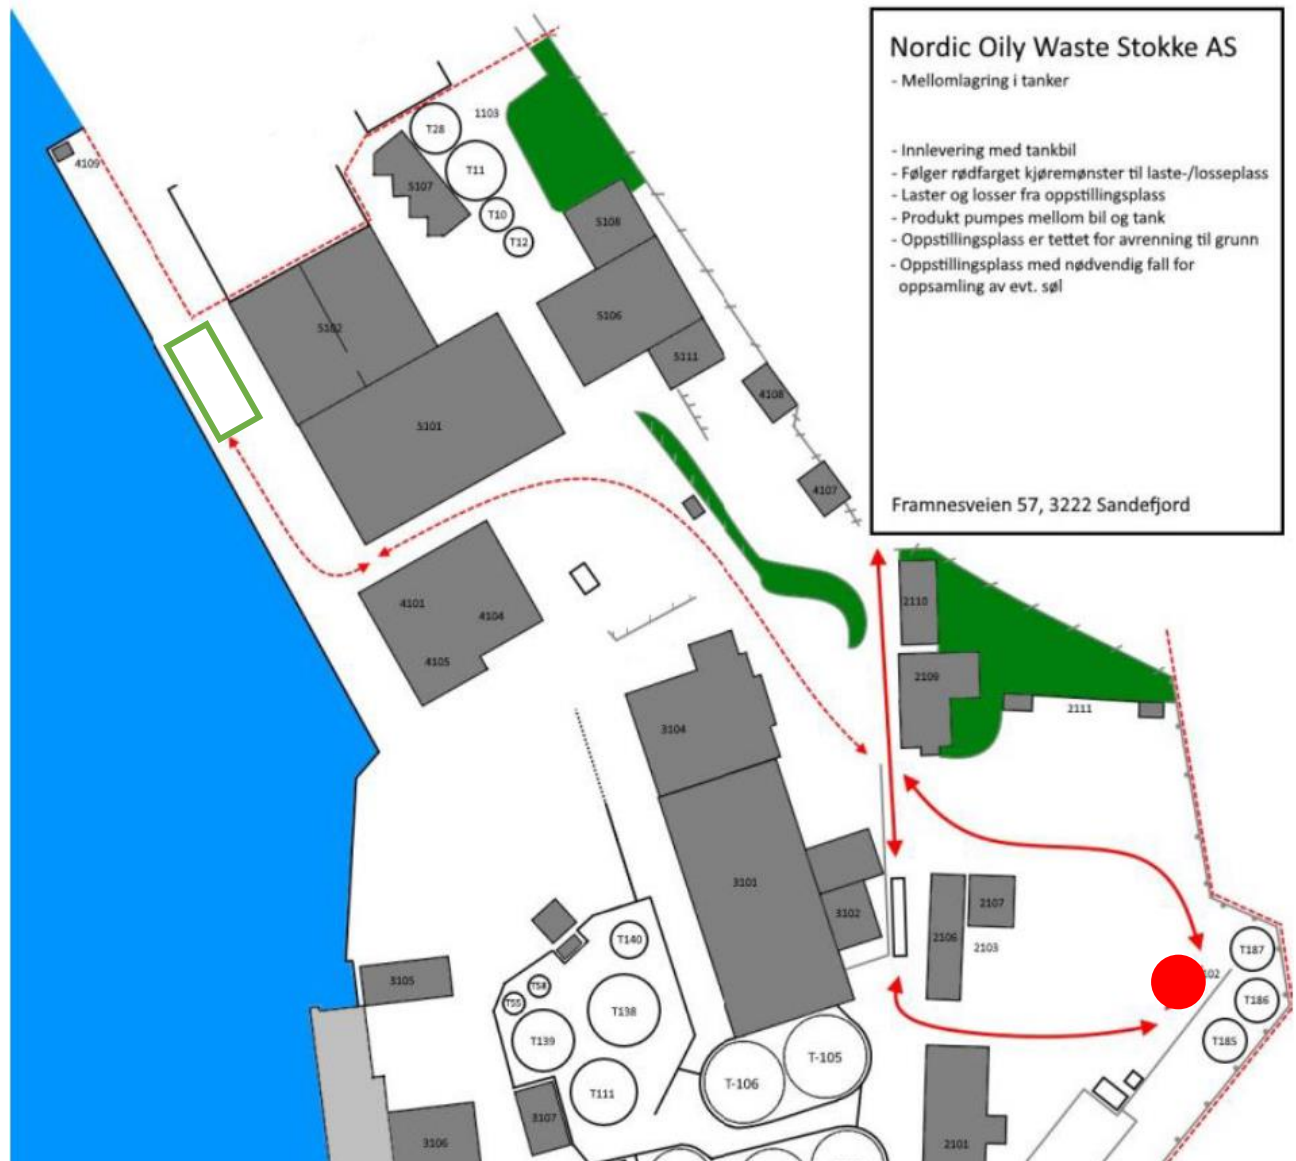 Nordic Oily Waste Stokke AS
- Mellomlagring i tanker
- Innlevering med tankbil
- Følger rødfarget kjøremønster til laste-/losseplass
- Laster og losser fra oppstillingsplass
- Produkt pumpes mellom bil og tank
- Oppstillingsplass er tettet for avrenning til grunn
- Oppstillingsplass med nødvendig fall for
oppsamling av evt. søl
Framnesveien 57, 3222 Sandefjord
4109
T28
1103
T11
5107
T10
T12
5108
5102
5106
5111
4108
5101
4107
4101
4104
4105
2110
2109
2111
3104
3101
3102
2106
2107
2103
T140
T187
3105
T58
T55
T138
T186
T139
T185
T-105
T-106
T111
3107
3106
2101